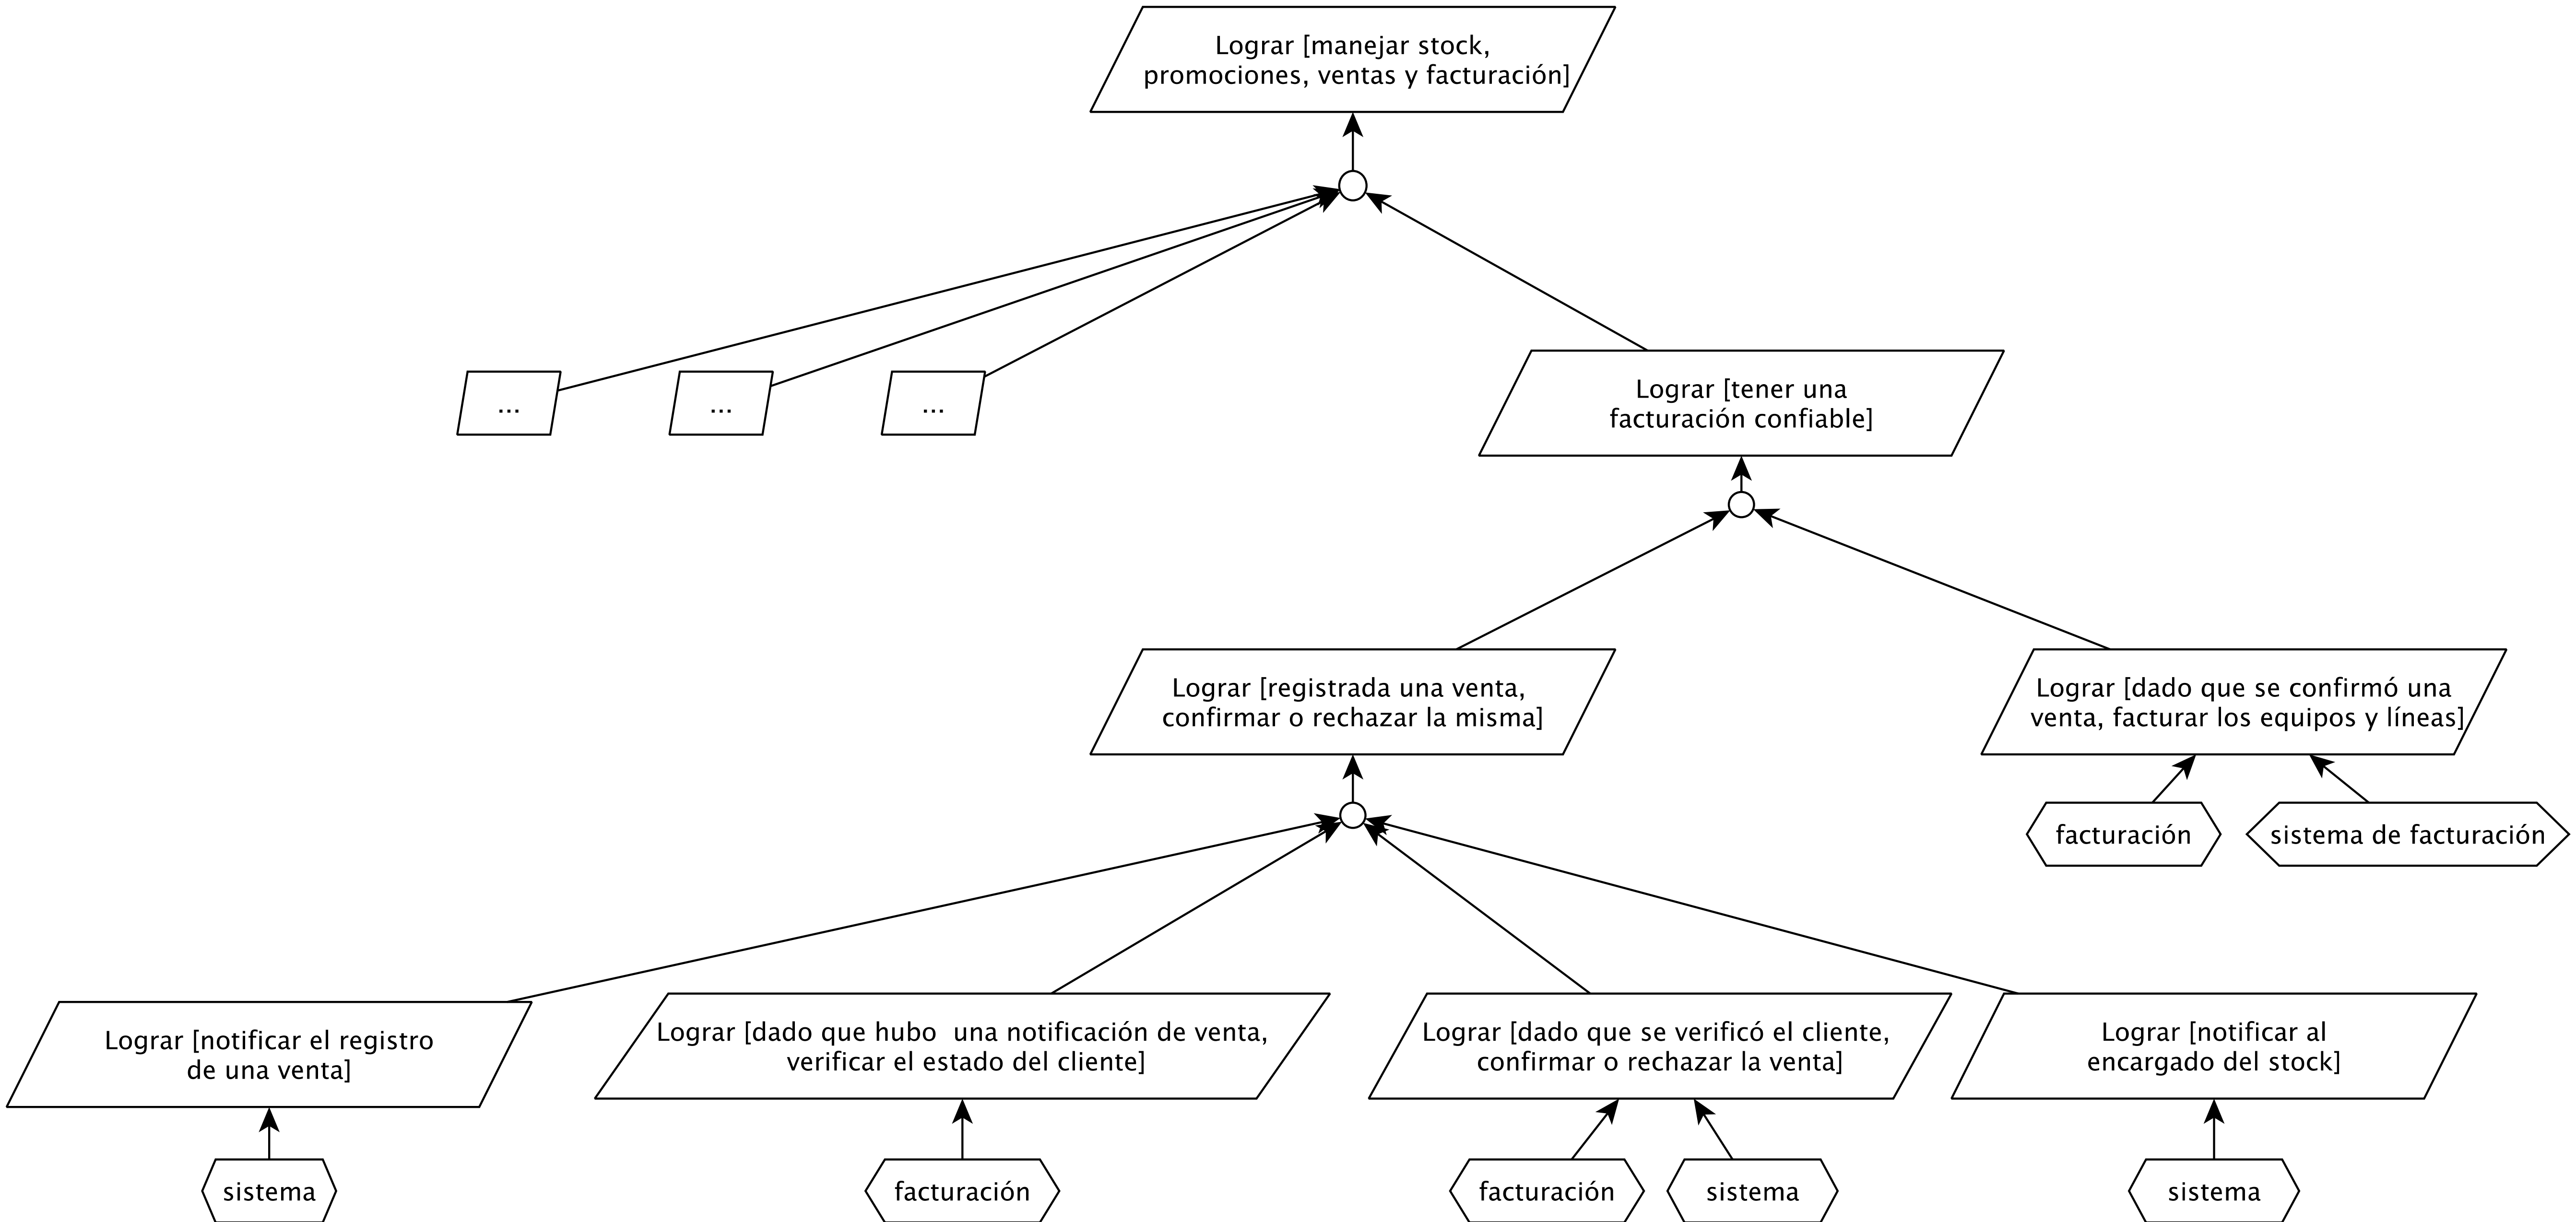 Lograr [manejar stock,
promociones, ventas y facturación]
...
...
...
Lograr [tener una
facturación confiable]
Lograr [registrada una venta,
confirmar o rechazar la misma]
Lograr [dado que se confirmó una
venta, facturar los equipos y líneas]
facturación
sistema de facturación
Lograr [notificar el registro
de una venta]
Lograr [dado que hubo  una notificación de venta,
verificar el estado del cliente]
Lograr [dado que se verificó el cliente,
confirmar o rechazar la venta]
Lograr [notificar al
encargado del stock]
sistema
facturación
facturación
sistema
sistema